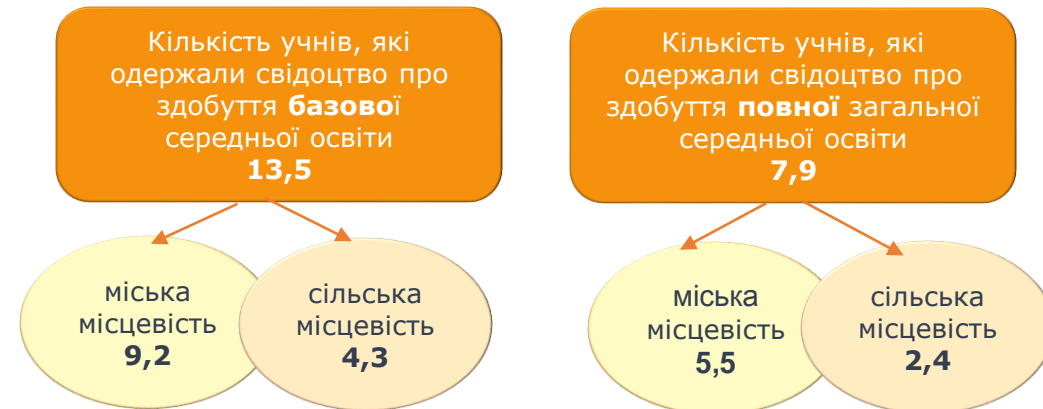 Кількість учнів, які
одержали свідоцтво про
здобуття базової
середньої освіти
13,5
міська
місцевість
9,2
сільська
місцевість
4,3
Кількість учнів, які
одержали свідоцтво про
здобуття повної загальної
середньої освіти
7,9
міська
місцевість
5,5
сільська
місцевість
2,4